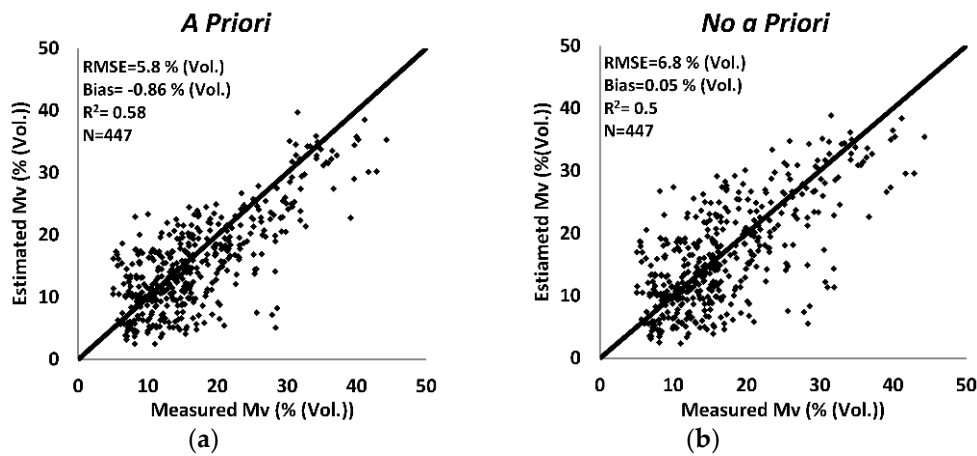 A Priori
50
40
30
20
10
0
RMSE=5.8 % (Vol.)
Bias= -0.86 % (Vol.)
R²= 0.58
N=447
Estimated Mv (% (Vol.))
0 10 20 30 40 50
Measured Mv (% (Vol.))
(a)
No a Priori
50
40
30
20
10
0
RMSE=6.8 % (Vol.)
Bias=0.05 % (Vol.)
R²= 0.5
N=447
Estiametd Mv (%(Vol.))
0 10 20 30 40 50
Measured Mv (% (Vol.))
(b)